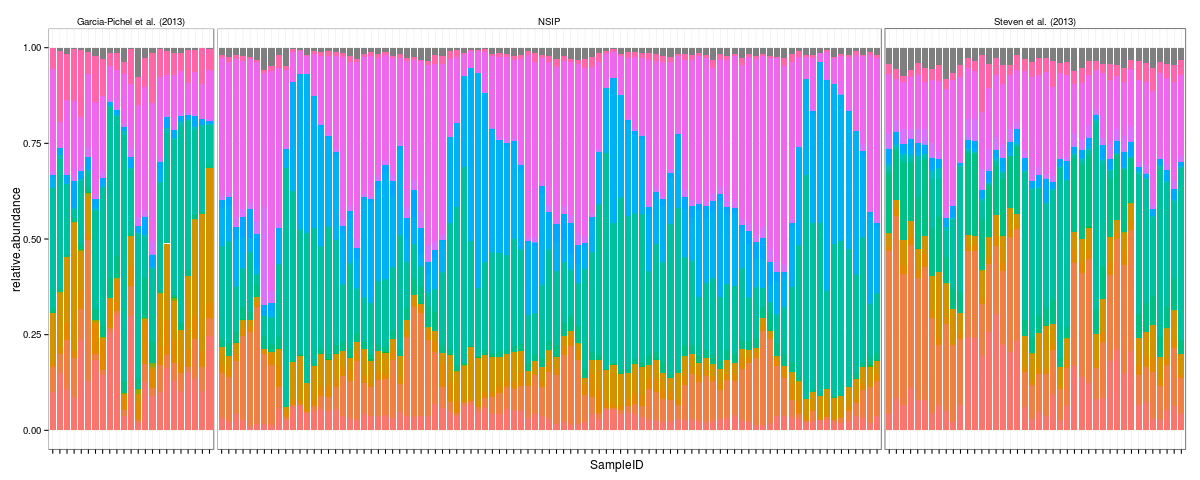 Garcia-Pichel et al. (2013)
NSIP
Steven et al. (2013)
1.00
0.75
0.50
0.25
0.00
relative.abundance
SampleID